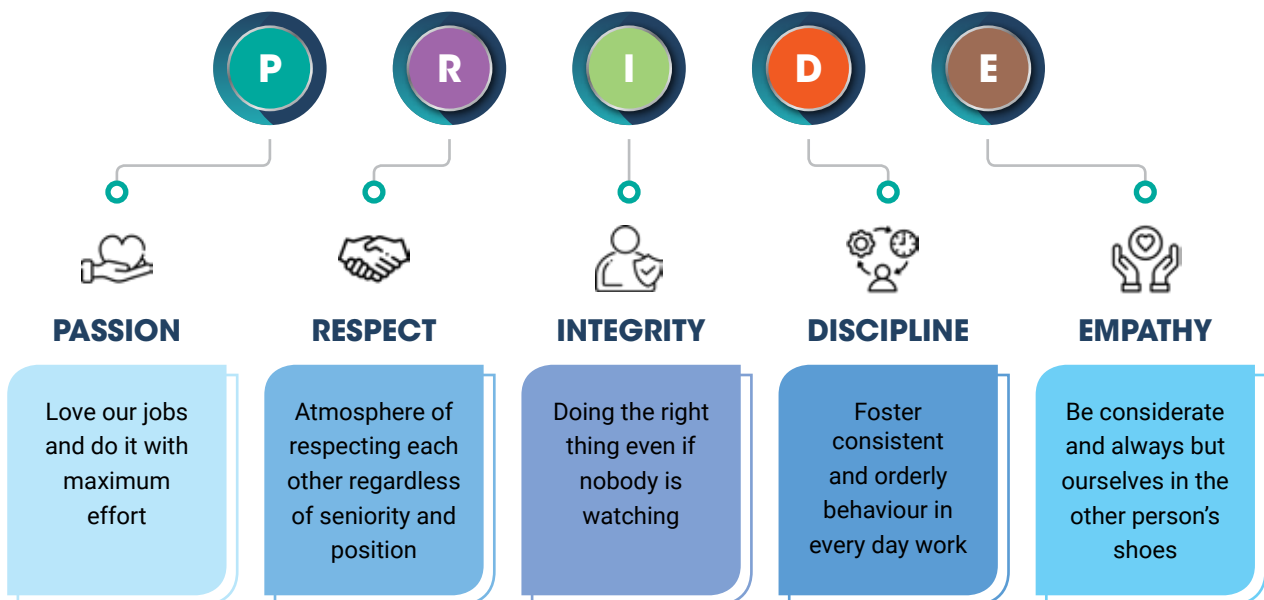 P
R
I
D
E
PASSION
Love our jobs
and do it with
maximum
effort
RESPECT
Atmosphere of
respecting each
other regardless
of seniority and
position
INTEGRITY
Doing the right
thing even if
nobody is
watching
DISCIPLINE
Foster
consistent
and orderly
behaviour in
every day work
EMPATHY
Be considerate
and always but
ourselves in the
other person's
shoes